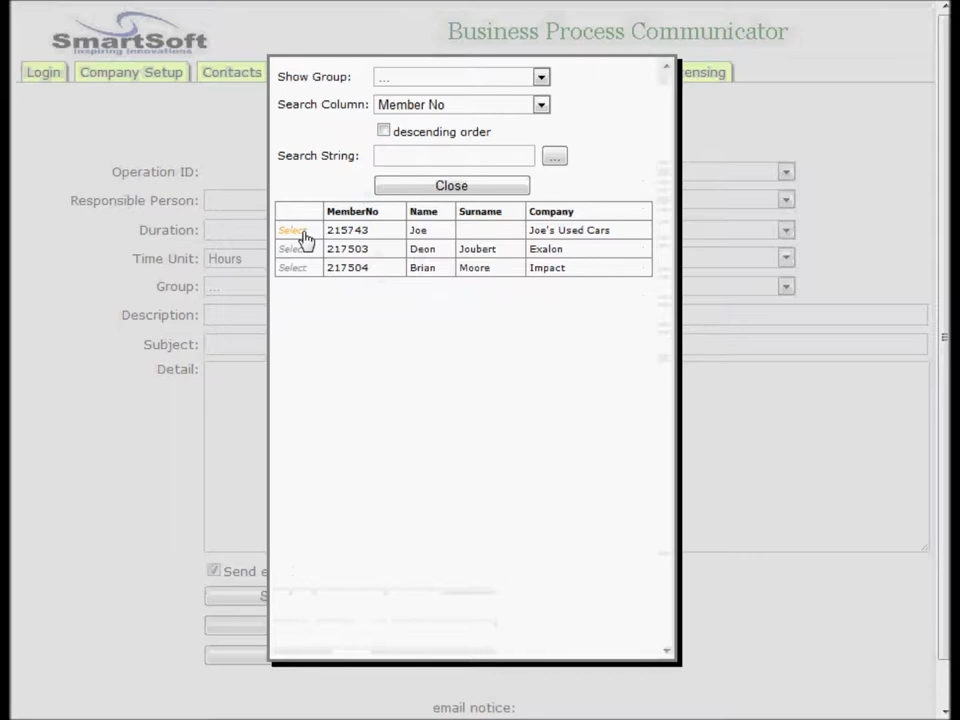 SmartSoft
Inspiring Innovations
Business Process Communicator
Login
Company Setup
Contacts
ensing
Show Group: ...
Search Column: Member No
descending order
Search String: ...
Close
MemberNo Name Surname Company
Select 215743 Joe Joe's Used Cars
Select 217503 Deon Joubert Exalon
Select 217504 Brian Moore Impact
Operation ID:
Responsible Person:
Duration:
Time Unit: Hours
Group: ...
Description:
Subject:
Detail:
Send e
S
email notice: